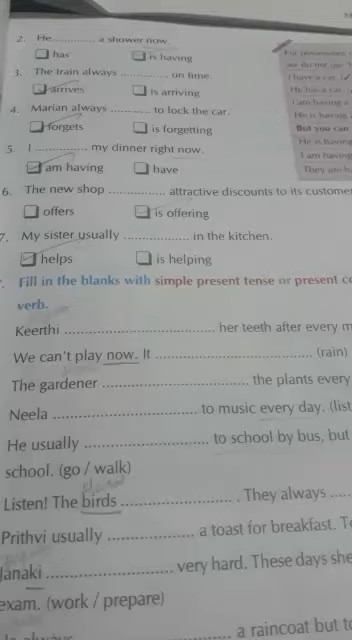 2. He............... a shower now.
has is having
3. The train always ............... on time.
arrives is arriving
4. Marian always ............... to lock the car.
forgets is forgetting
5. I ............... my dinner right now.
am having have
6. The new shop ............... attractive discounts to its custome
offers is offering
7. My sister usually ............... in the kitchen.
helps is helping
Fill in the blanks with simple present tense or present co
verb.
Keerthi ............... her teeth after every m
We can't play now. It ............... (rain)
The gardener ............... the plants every
Neela ............... to music every day. (list
He usually ............... to school by bus, but
school. (go / walk)
Listen! The birds ............... . They always .....
Prithvi usually ............... a toast for breakfast. T
Janaki ............... very hard. These days she
exam. (work / prepare)
............... a raincoat but to
I have a car.
But you can
He is having
I am having